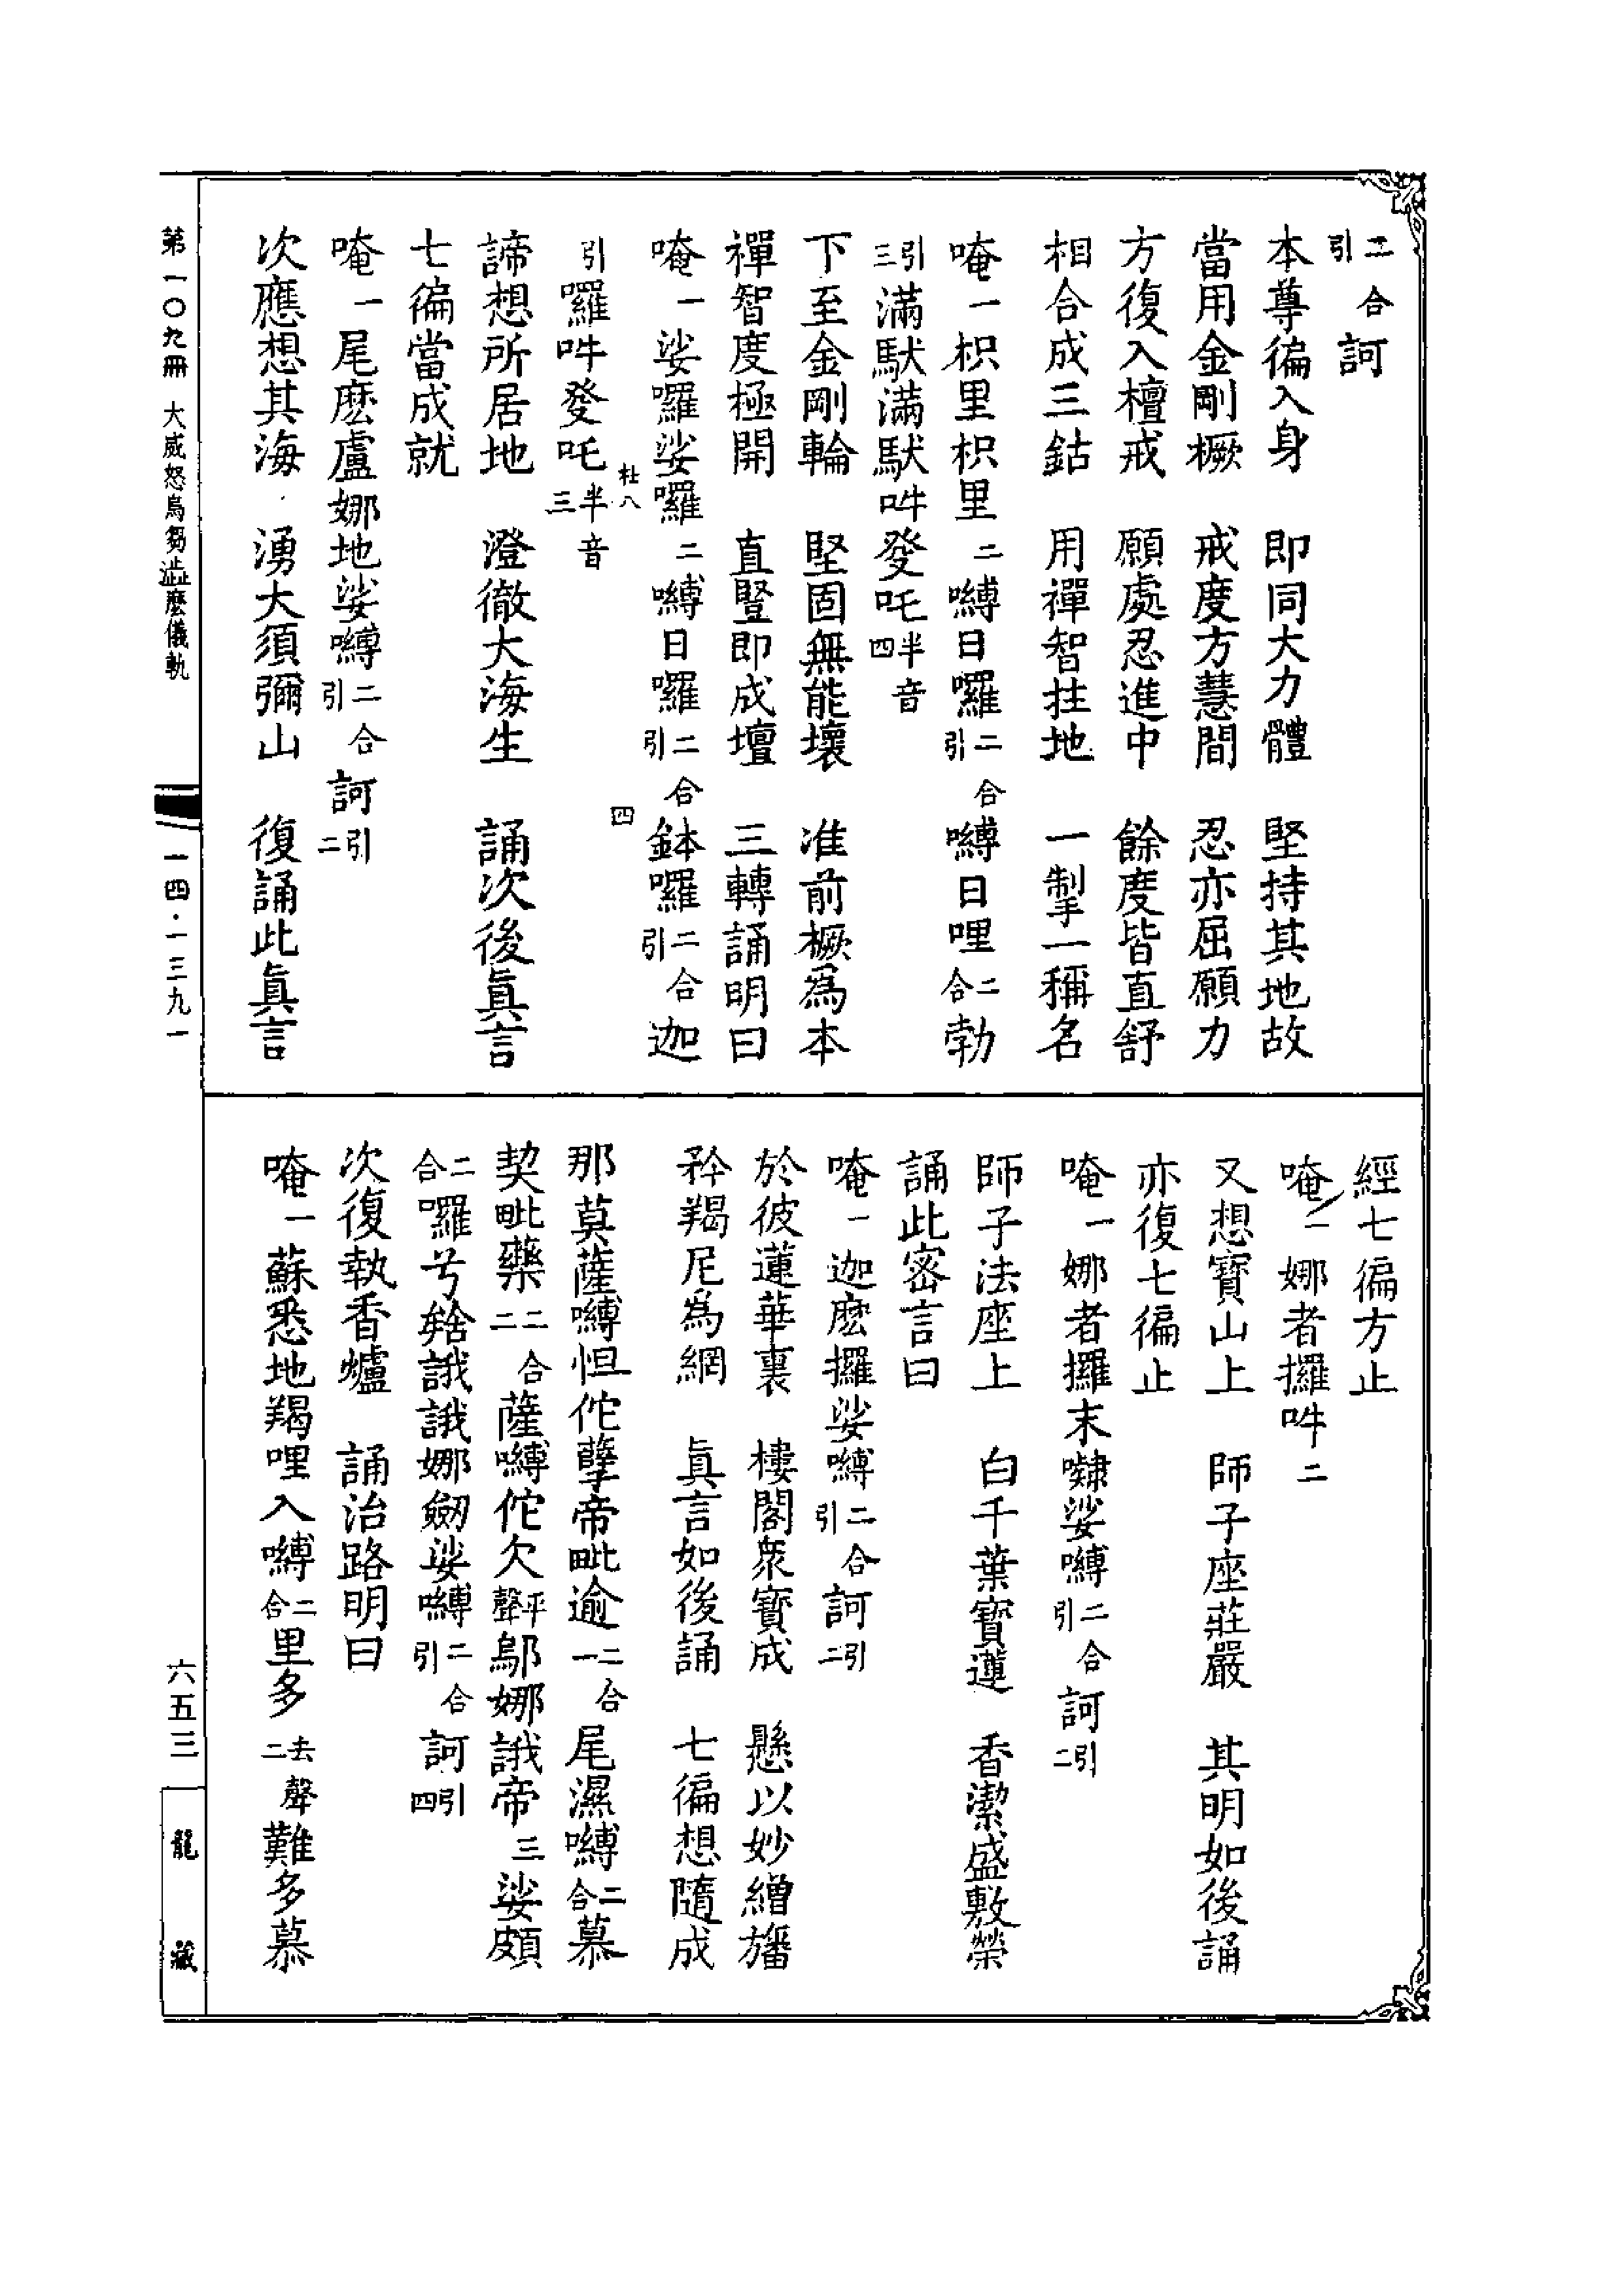 二合引訶
本尊徧入身　即同大力體　堅持其地故
當用金剛橛　戒度方慧間　忍亦屈願力
方復入檀戒　願處忍進中　餘度皆直舒
相合成三鈷　用禪智拄地　一掣一稱名
唵一枳里枳里二嚩日囉二合引嚩日哩二合勃
引三滿馱滿馱吽發吒半音四
下至金剛輪　堅固無能壞　准前橛為本
禪智度極開　直豎即成壇　三轉誦明曰
唵一娑囉娑囉二嚩日囉二合引鉢囉二合引迦
杜八
四
引囉吽發吒半音三
諦想所居地　澄徹大海生　誦次後眞言
七徧當成就
唵一尾麽盧娜地娑嚩二合引訶引二
次應想其海　湧大須彌山　復誦此眞言
經七徧方止
唵一娜者攞吽二
又想寶山上　師子座莊嚴　其明如後誦
亦復七徧止
唵一娜者攞末㘑娑嚩二合引訶引二
師子法座上　白千葉寶蓮　香潔盛敷榮
誦此密言曰
唵一迦麽攞娑嚩二合引訶引二
於彼蓮華裏　樓閣衆寶成　懸以妙繒旛
矜羯尼為網　眞言如後誦　七徧想隨成
那莫薩嚩怛佗孽帝毗逾二合一尾濕嚩二合慕
契毗藥二合二薩嚩佗欠平聲鄔娜誐帝三娑頗
二合囉兮𤚥誐誐娜劒娑嚩二合引訶引四
次復執香爐　誦治路明曰
唵一蘇悉地羯哩入嚩二合里多去聲二難多慕
第一〇九冊　大威怒烏芻澁麽儀軌
一四・一三九一
六五三
龍藏